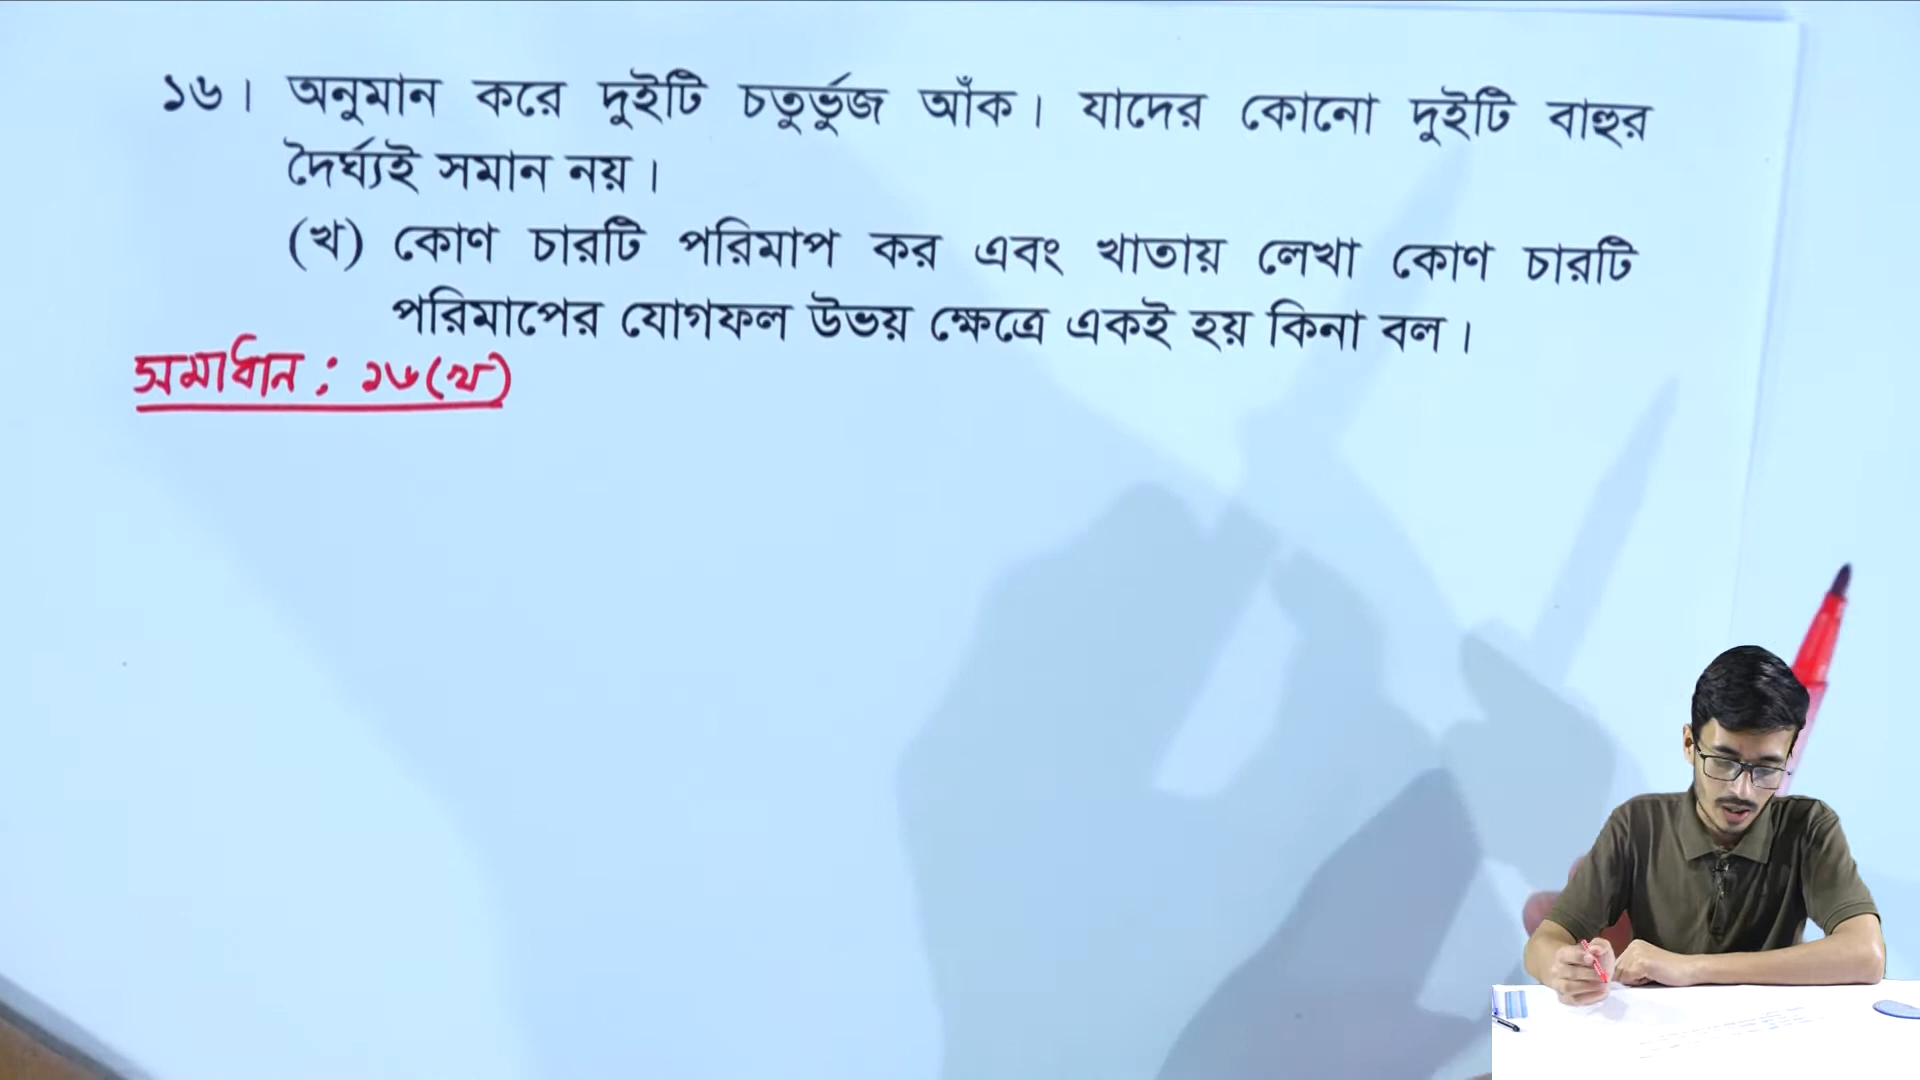 ১৬। অনুমান করে দুইটি চতুর্ভুজ আঁক। যাদের কোনো দুইটি বাহুর
দৈর্ঘ্যই সমান নয়।
(খ) কোণ চারটি পরিমাপ কর এবং খাতায় লেখা কোণ চারটি
পরিমাপের যোগফল উভয় ক্ষেত্রে একই হয় কিনা বল।
সমাধান : ১৬(খ)